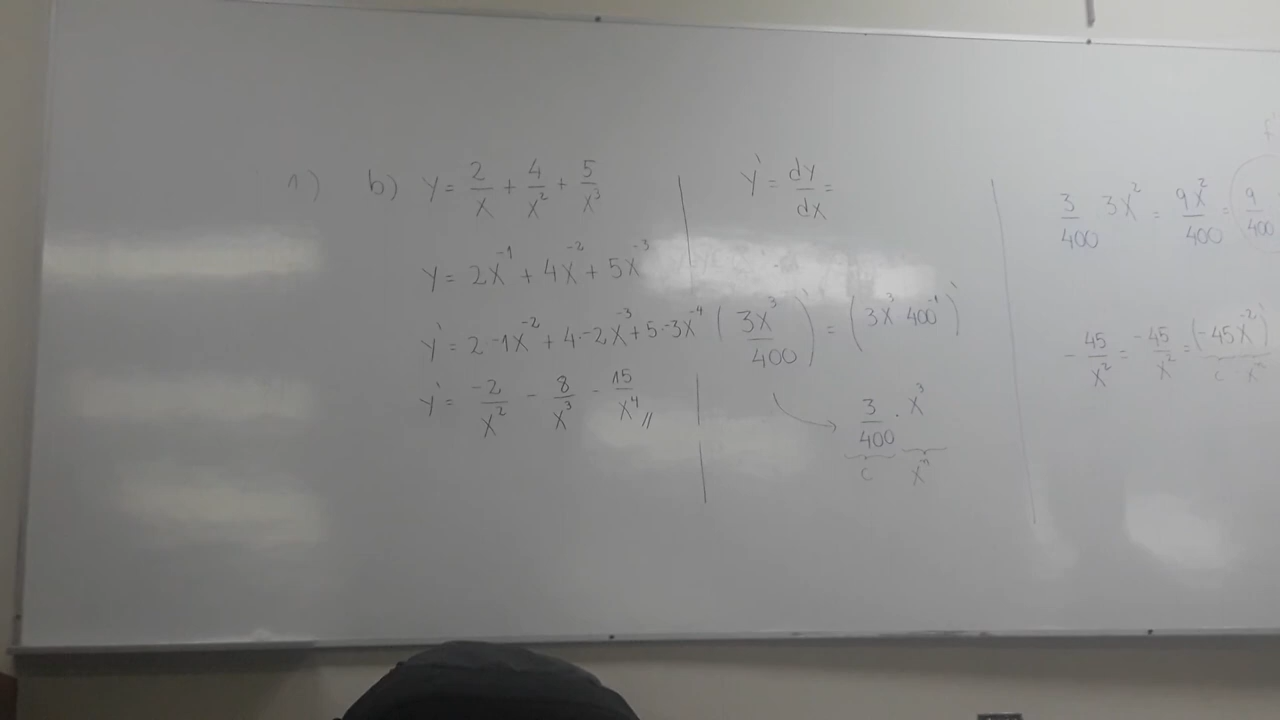 1) b) y = 2/x + 4/x² + 5/x³
y = 2x⁻¹ + 4x⁻² + 5x⁻³
y` = 2·-1x⁻² + 4·-2x⁻³ + 5·-3x⁻⁴
y` = -2/x² - 8/x³ - 15/x⁴ //
y` = dy/dx =
(3x³/400)` = (3x³ 400⁻¹)`
3/400 · x³
c xⁿ
3/400 3x² = 9x²/400 = 9/400
- 45/x² = -45/x² = (-45x⁻²)`
c xⁿ